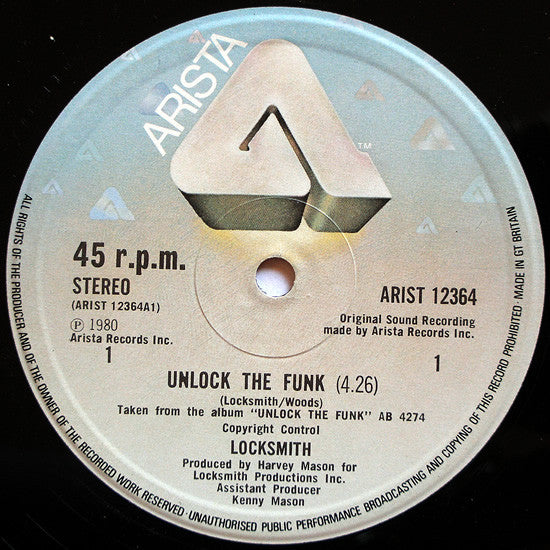 ARISTA
TM
45 r.p.m.
STEREO
(ARIST 12364A1)
Ⓟ 1980
Arista Records Inc.
1
ARIST 12364
Original Sound Recording
made by Arista Records Inc.
1
UNLOCK THE FUNK (4.26)
(Locksmith/Woods)
Taken from the album "UNLOCK THE FUNK" AB 4274
Copyright Control
LOCKSMITH
Produced by Harvey Mason for
Locksmith Productions Inc.
Assistant Producer
Kenny Mason
ALL RIGHTS OF THE PRODUCER AND OF THE OWNER OF THE RECORDED WORK RESERVED · UNAUTHORISED PUBLIC PERFORMANCE BROADCASTING AND COPYING OF THIS RECORD PROHIBITED · MADE IN GT BRITAIN